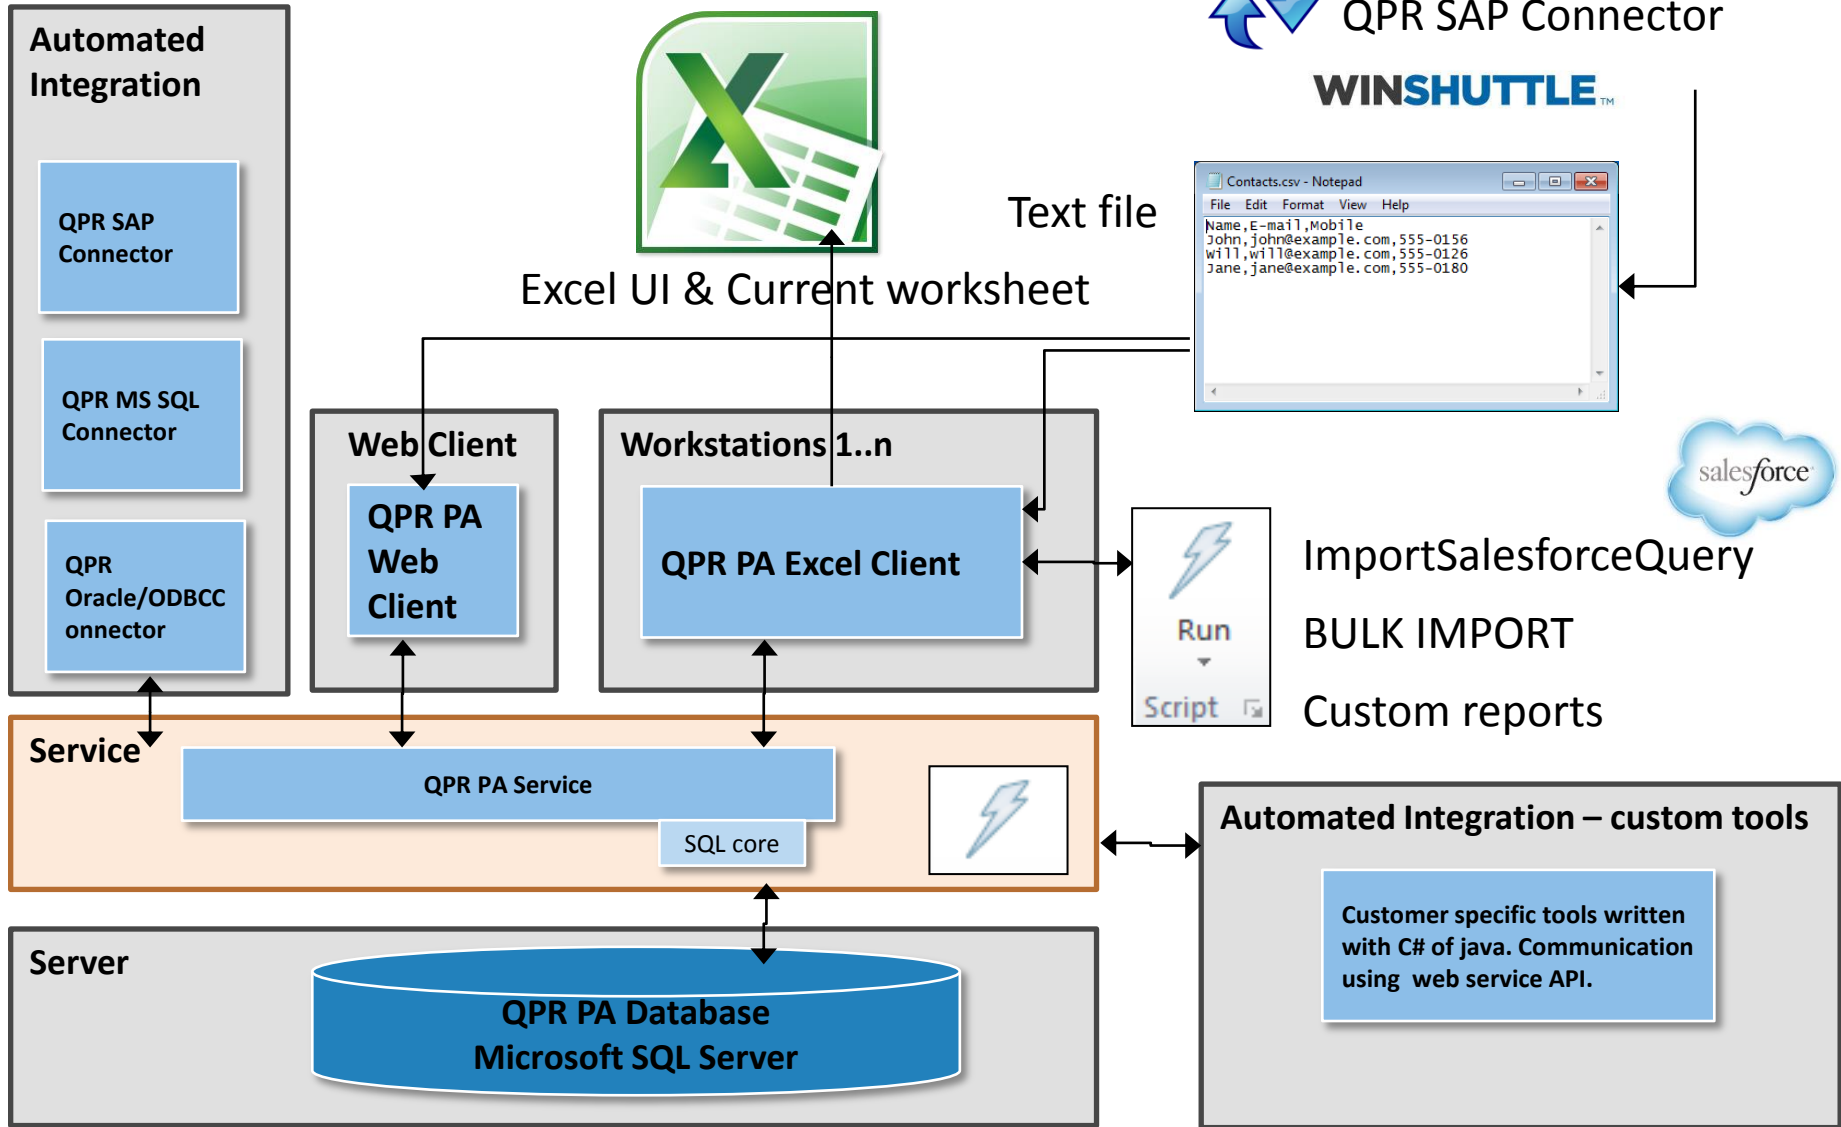 Automated
Integration
QPR SAP
Connector
QPR MS SQL
Connector
QPR
Oracle/ODBCC
onnector
Excel UI & Current worksheet
QPR SAP Connector
WINSHUTTLE™
Text file
Contacts.csv - Notepad
File Edit Format View Help
Name,E-mail,Mobile
John,john@example.com,555-0156
Will,will@example.com,555-0126
Jane,jane@example.com,555-0180
Web Client
QPR PA
Web
Client
Workstations 1..n
QPR PA Excel Client
salesforce
Run
Script
ImportSalesforceQuery
BULK IMPORT
Custom reports
Service
QPR PA Service
SQL core
Server
QPR PA Database
Microsoft SQL Server
Automated Integration – custom tools
Customer specific tools written
with C# of java. Communication
using web service API.